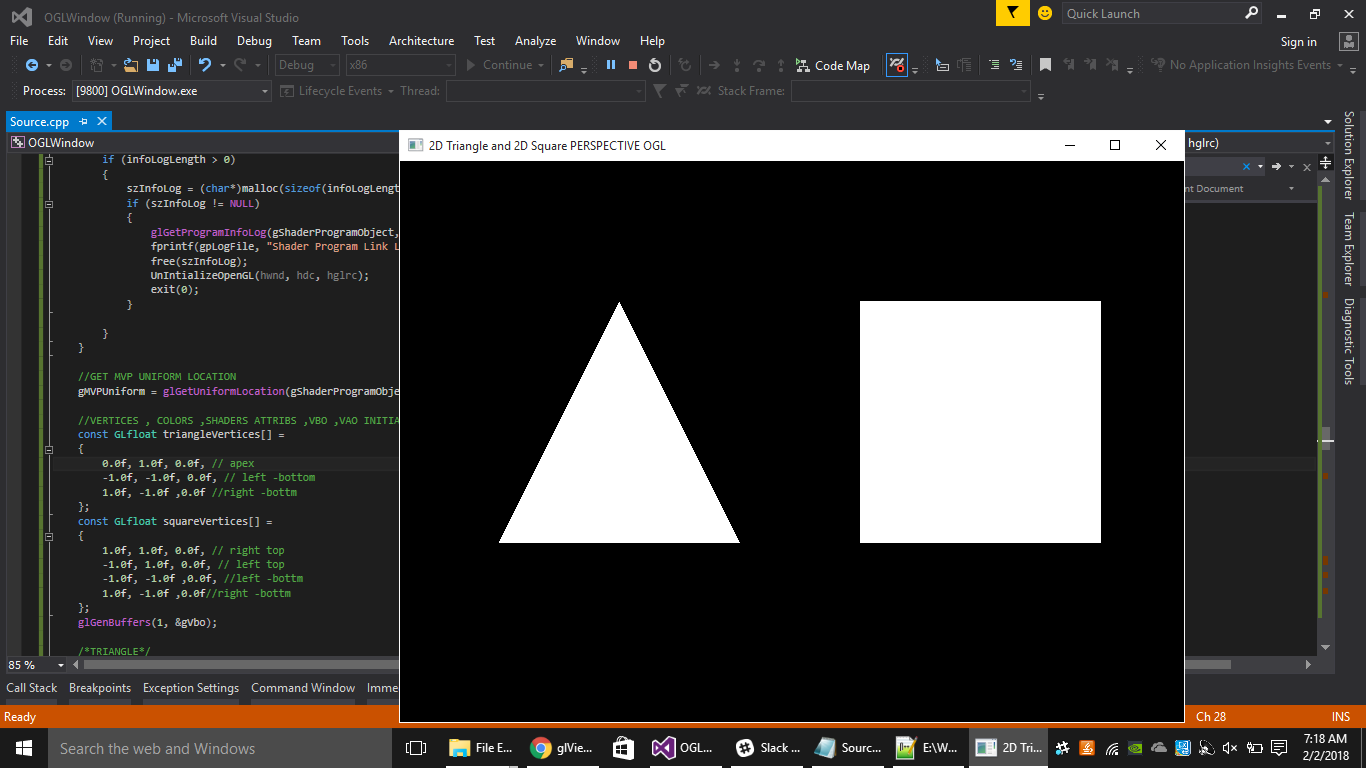 OGLWindow (Running) - Microsoft Visual Studio
Quick Launch
File Edit View Project Build Debug Team Tools Architecture Test Analyze Window Help
Sign in
Debug x86 Continue Code Map No Application Insights Events
Process: [9800] OGLWindow.exe Lifecycle Events Thread: Stack Frame:
Source.cpp
OGLWindow
hglrc)
2D Triangle and 2D Square PERSPECTIVE OGL
nt Document
Solution Explorer
Team Explorer
Diagnostic Tools
if (infoLogLength > 0)
{
szInfoLog = (char*)malloc(sizeof(infoLogLengt
if (szInfoLog != NULL)
{
glGetProgramInfoLog(gShaderProgramObject,
fprintf(gpLogFile, "Shader Program Link L
free(szInfoLog);
UnIntializeOpenGL(hwnd, hdc, hglrc);
exit(0);
}
}
}
//GET MVP UNIFORM LOCATION
gMVPUniform = glGetUniformLocation(gShaderProgramObje
//VERTICES , COLORS ,SHADERS ATTRIBS ,VBO ,VAO INITIA
const GLfloat triangleVertices[] =
{
0.0f, 1.0f, 0.0f, // apex
-1.0f, -1.0f, 0.0f, // left -bottom
1.0f, -1.0f ,0.0f //right -bottm
};
const GLfloat squareVertices[] =
{
1.0f, 1.0f, 0.0f, // right top
-1.0f, 1.0f, 0.0f, // left top
-1.0f, -1.0f ,0.0f, //left -bottm
1.0f, -1.0f ,0.0f//right -bottm
};
glGenBuffers(1, &gVbo);
/*TRIANGLE*/
85 %
Call Stack Breakpoints Exception Settings Command Window Imme
Ready Ch 28 INS
Search the web and Windows
File E... glVie... OGL... Slack ... Sourc... E:\W... 2D Tri...
7:18 AM
2/2/2018